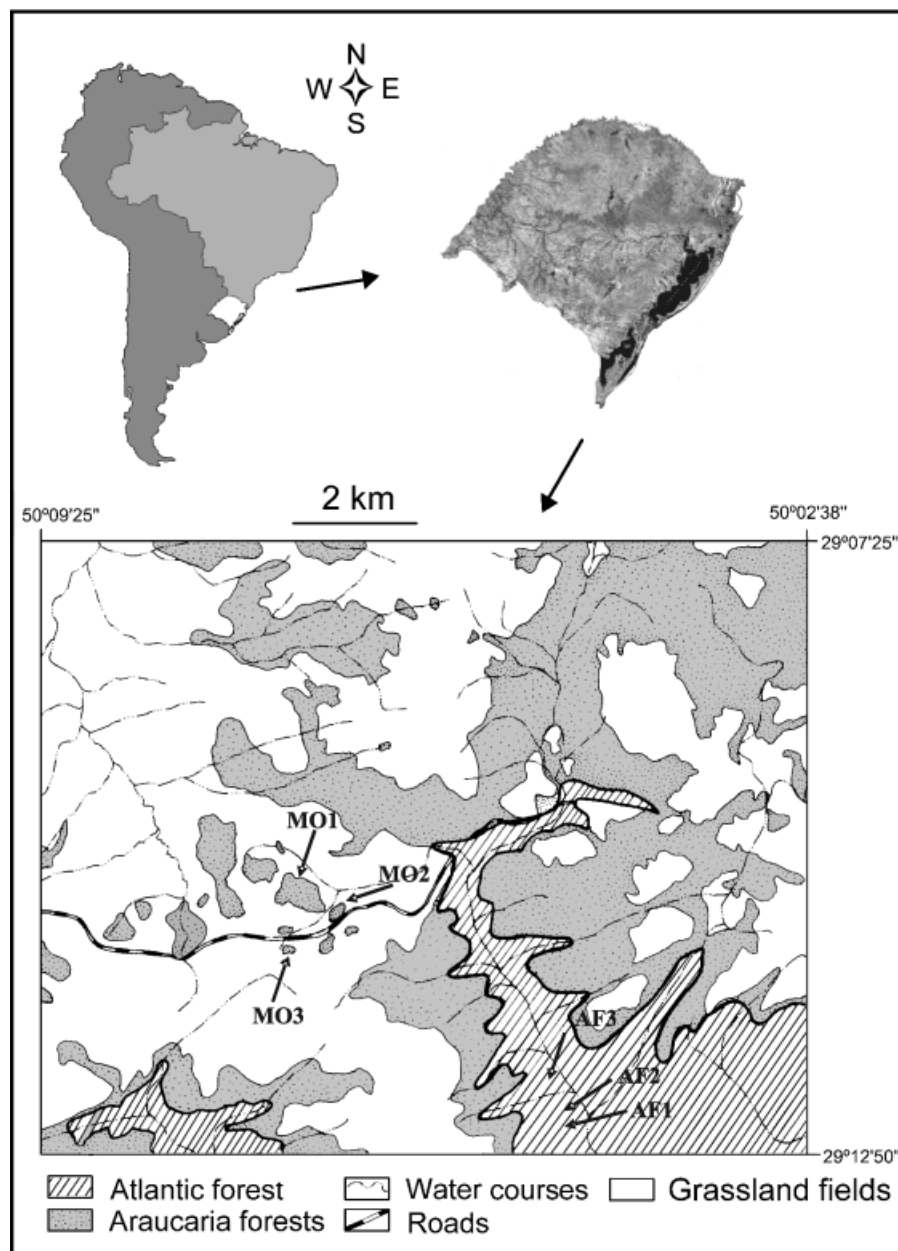 N
W E
S
2 km
50º09'25"
50º02'38"
29º07'25"
MO1
MO2
MO3
AF3
AF2
AF1
29º12'50"
Atlantic forest
Water courses
Grassland fields
Araucaria forests
Roads